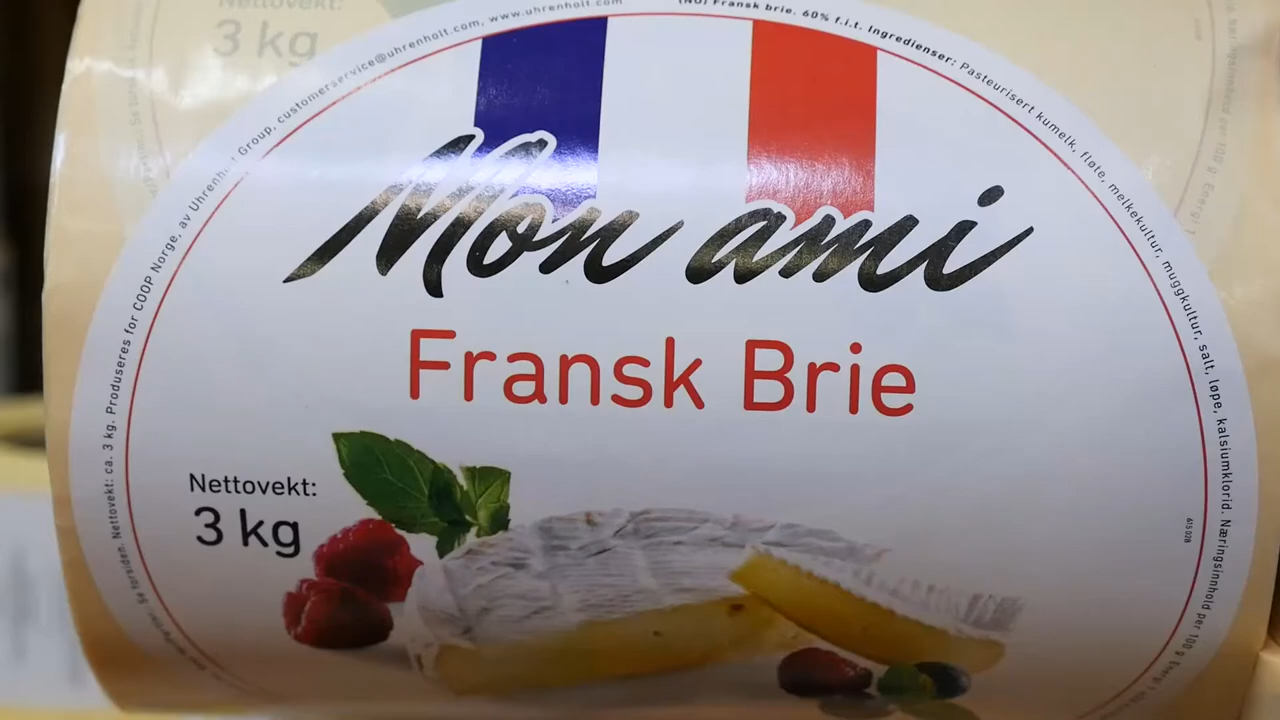 Nettovekt:
3 kg
Nettovekt: ca. 3 kg. Produseres for COOP Norge, av Uhrenholt Group, customerservice@uhrenholt.com, www.uhrenholt.com
(NO) Fransk brie. 60% f.i.t. Ingredienser: Pasteurisert kumelk, fløte, melkekultur, muggkultur, salt, løpe, kalsiumklorid. Næringsinnhold per 100 g
Mon ami
Fransk Brie
Nettovekt:
3 kg
615 028